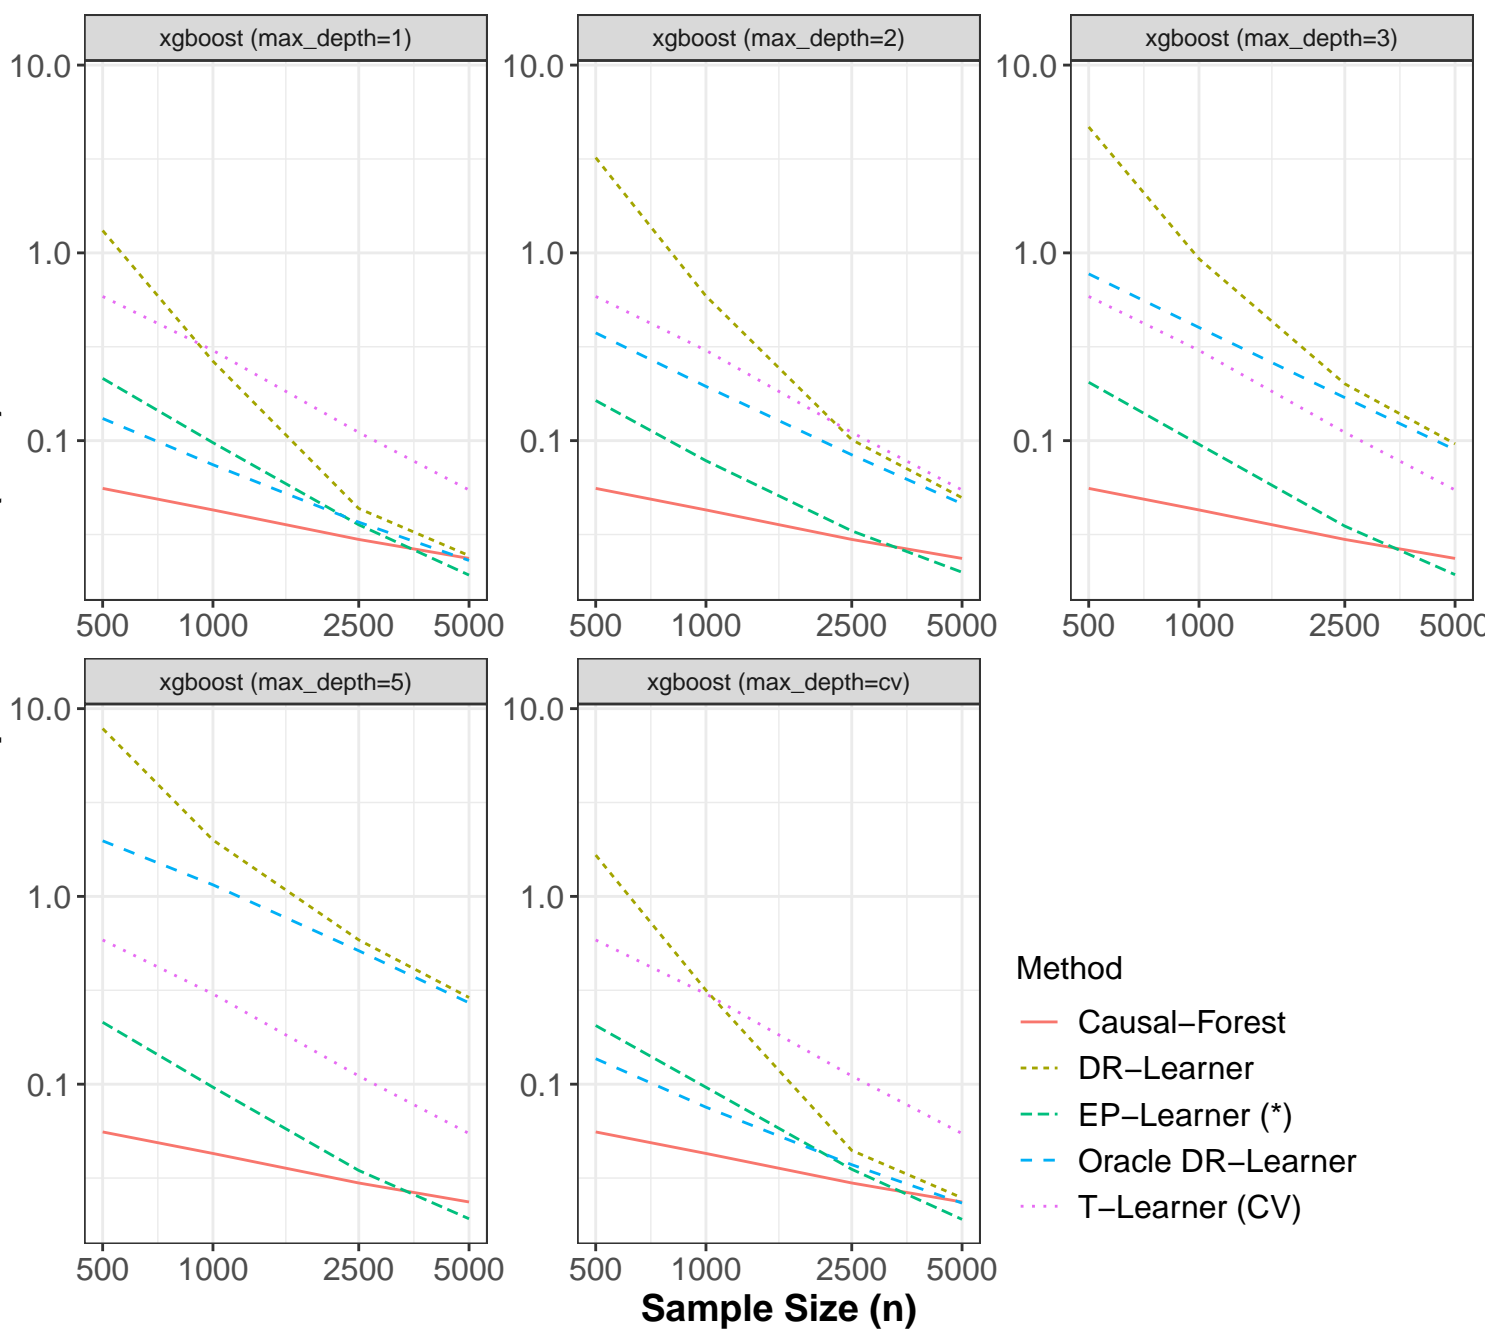 xgboost (max_depth=1)
xgboost (max_depth=2)
xgboost (max_depth=3)
10.0
1.0
0.1
500 1000 2500 5000
10.0
1.0
0.1
500 1000 2500 5000
10.0
1.0
0.1
500 1000 2500 5000
xgboost (max_depth=5)
xgboost (max_depth=cv)
10.0
1.0
0.1
500 1000 2500 5000
10.0
1.0
0.1
500 1000 2500 5000
Sample Size (n)
Method
Causal−Forest
DR−Learner
EP−Learner (*)
Oracle DR−Learner
T−Learner (CV)